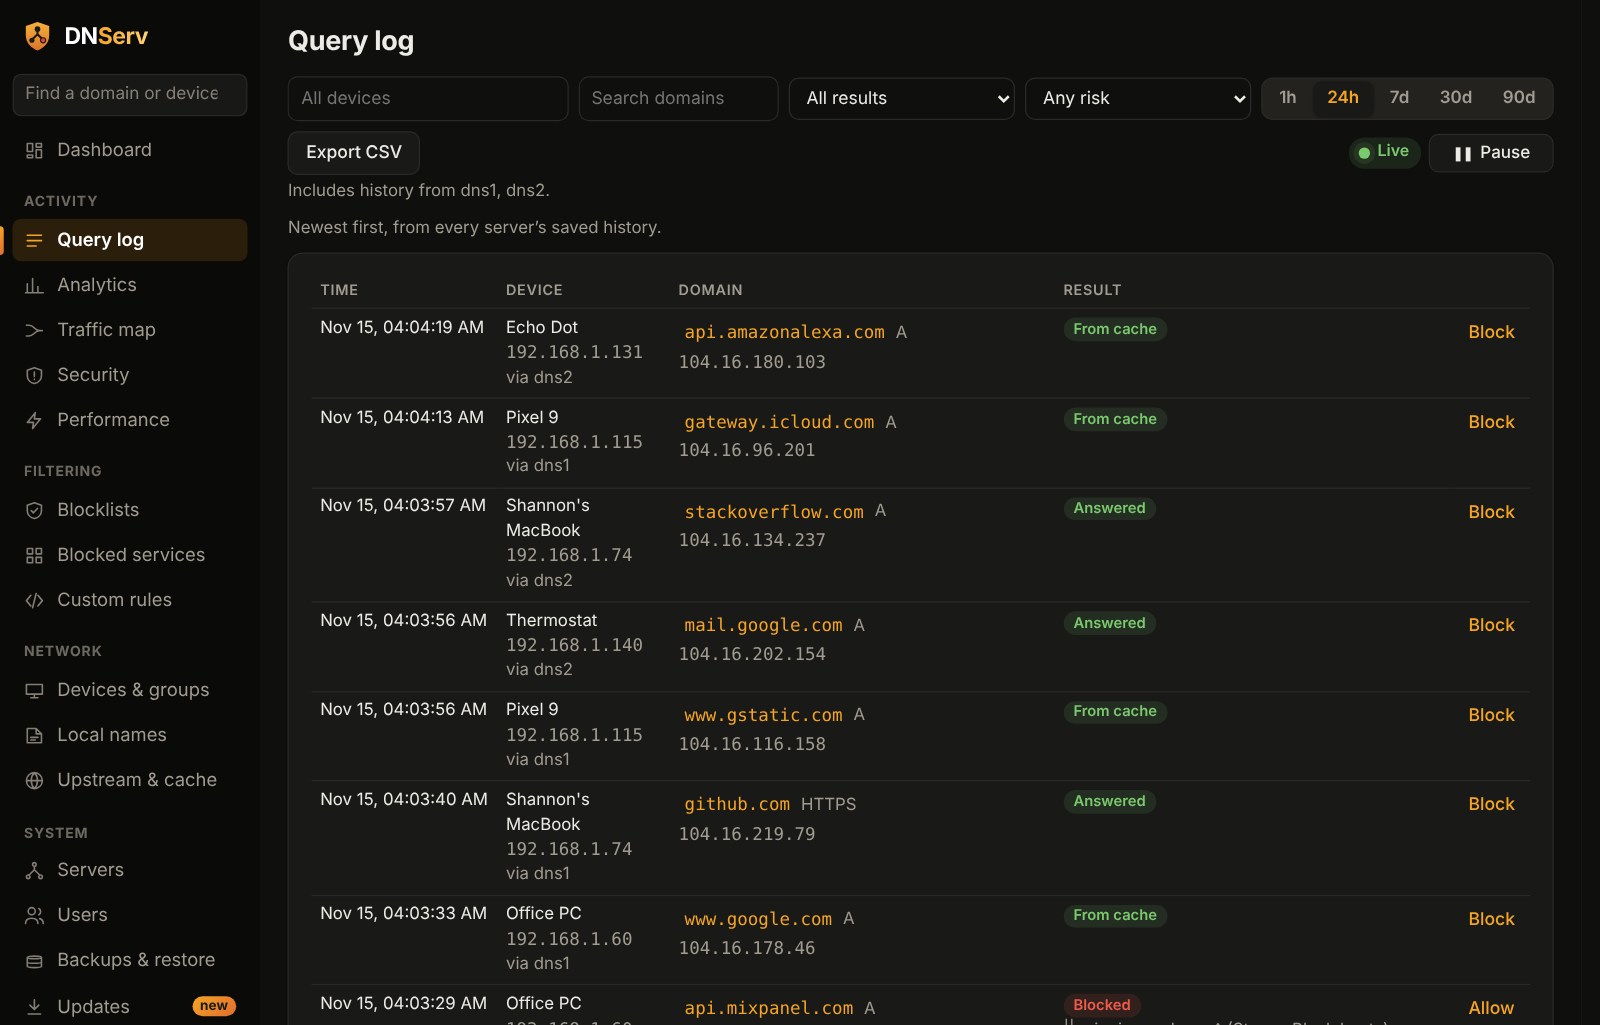 DNServ
Find a domain or device
Dashboard
ACTIVITY
Query log
Analytics
Traffic map
Security
Performance
FILTERING
Blocklists
Blocked services
Custom rules
NETWORK
Devices & groups
Local names
Upstream & cache
SYSTEM
Servers
Users
Backups & restore
Updates new
Query log
All devices Search domains All results Any risk 1h 24h 7d 30d 90d
Export CSV Live Pause
Includes history from dns1, dns2.
Newest first, from every server’s saved history.
TIME DEVICE DOMAIN RESULT
Nov 15, 04:04:19 AM Echo Dot api.amazonalexa.com A From cache Block
192.168.1.131 104.16.180.103
via dns2
Nov 15, 04:04:13 AM Pixel 9 gateway.icloud.com A From cache Block
192.168.1.115 104.16.96.201
via dns1
Nov 15, 04:03:57 AM Shannon's stackoverflow.com A Answered Block
MacBook 104.16.134.237
192.168.1.74
via dns2
Nov 15, 04:03:56 AM Thermostat mail.google.com A Answered Block
192.168.1.140 104.16.202.154
via dns2
Nov 15, 04:03:56 AM Pixel 9 www.gstatic.com A From cache Block
192.168.1.115 104.16.116.158
via dns1
Nov 15, 04:03:40 AM Shannon's github.com HTTPS Answered Block
MacBook 104.16.219.79
192.168.1.74
via dns1
Nov 15, 04:03:33 AM Office PC www.google.com A From cache Block
192.168.1.60 104.16.178.46
via dns1
Nov 15, 04:03:29 AM Office PC api.mixpanel.com A Blocked Allow